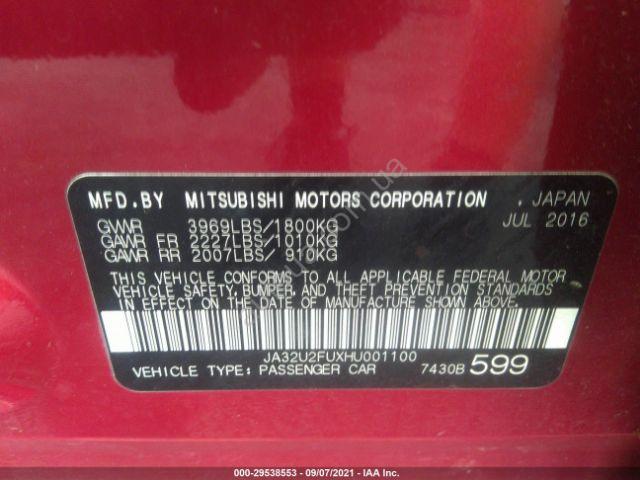 MFD.BY MITSUBISHI MOTORS CORPORATION . JAPAN
JUL 2016
GVWR 3969LBS/1800KG
GAWR FR 2227LBS/1010KG
GAWR RR 2007LBS/ 910KG
THIS VEHICLE CONFORMS TO ALL APPLICABLE FEDERAL MOTOR
VEHICLE SAFETY, BUMPER, AND THEFT PREVENTION STANDARDS
IN EFFECT ON THE DATE OF MANUFACTURE SHOWN ABOVE.
JA32U2FUXHU001100
VEHICLE TYPE: PASSENGER CAR 7430B 599
000-29538553 - 09/07/2021 - IAA Inc.